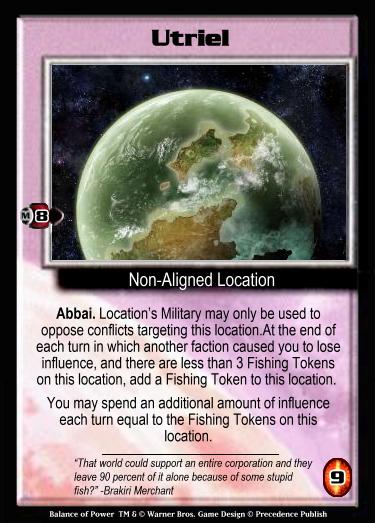 Utriel
M 8
Non-Aligned Location
Abbai. Location's Military may only be used to
oppose conflicts targeting this location.At the end of
each turn in which another faction caused you to lose
influence, and there are less than 3 Fishing Tokens
on this location, add a Fishing Token to this location.
You may spend an additional amount of influence
each turn equal to the Fishing Tokens on this
location.
"That world could support an entire corporation and they
leave 90 percent of it alone because of some stupid
fish?" -Brakiri Merchant
9
Balance of Power TM & © Warner Bros. Game Design © Precedence Publish